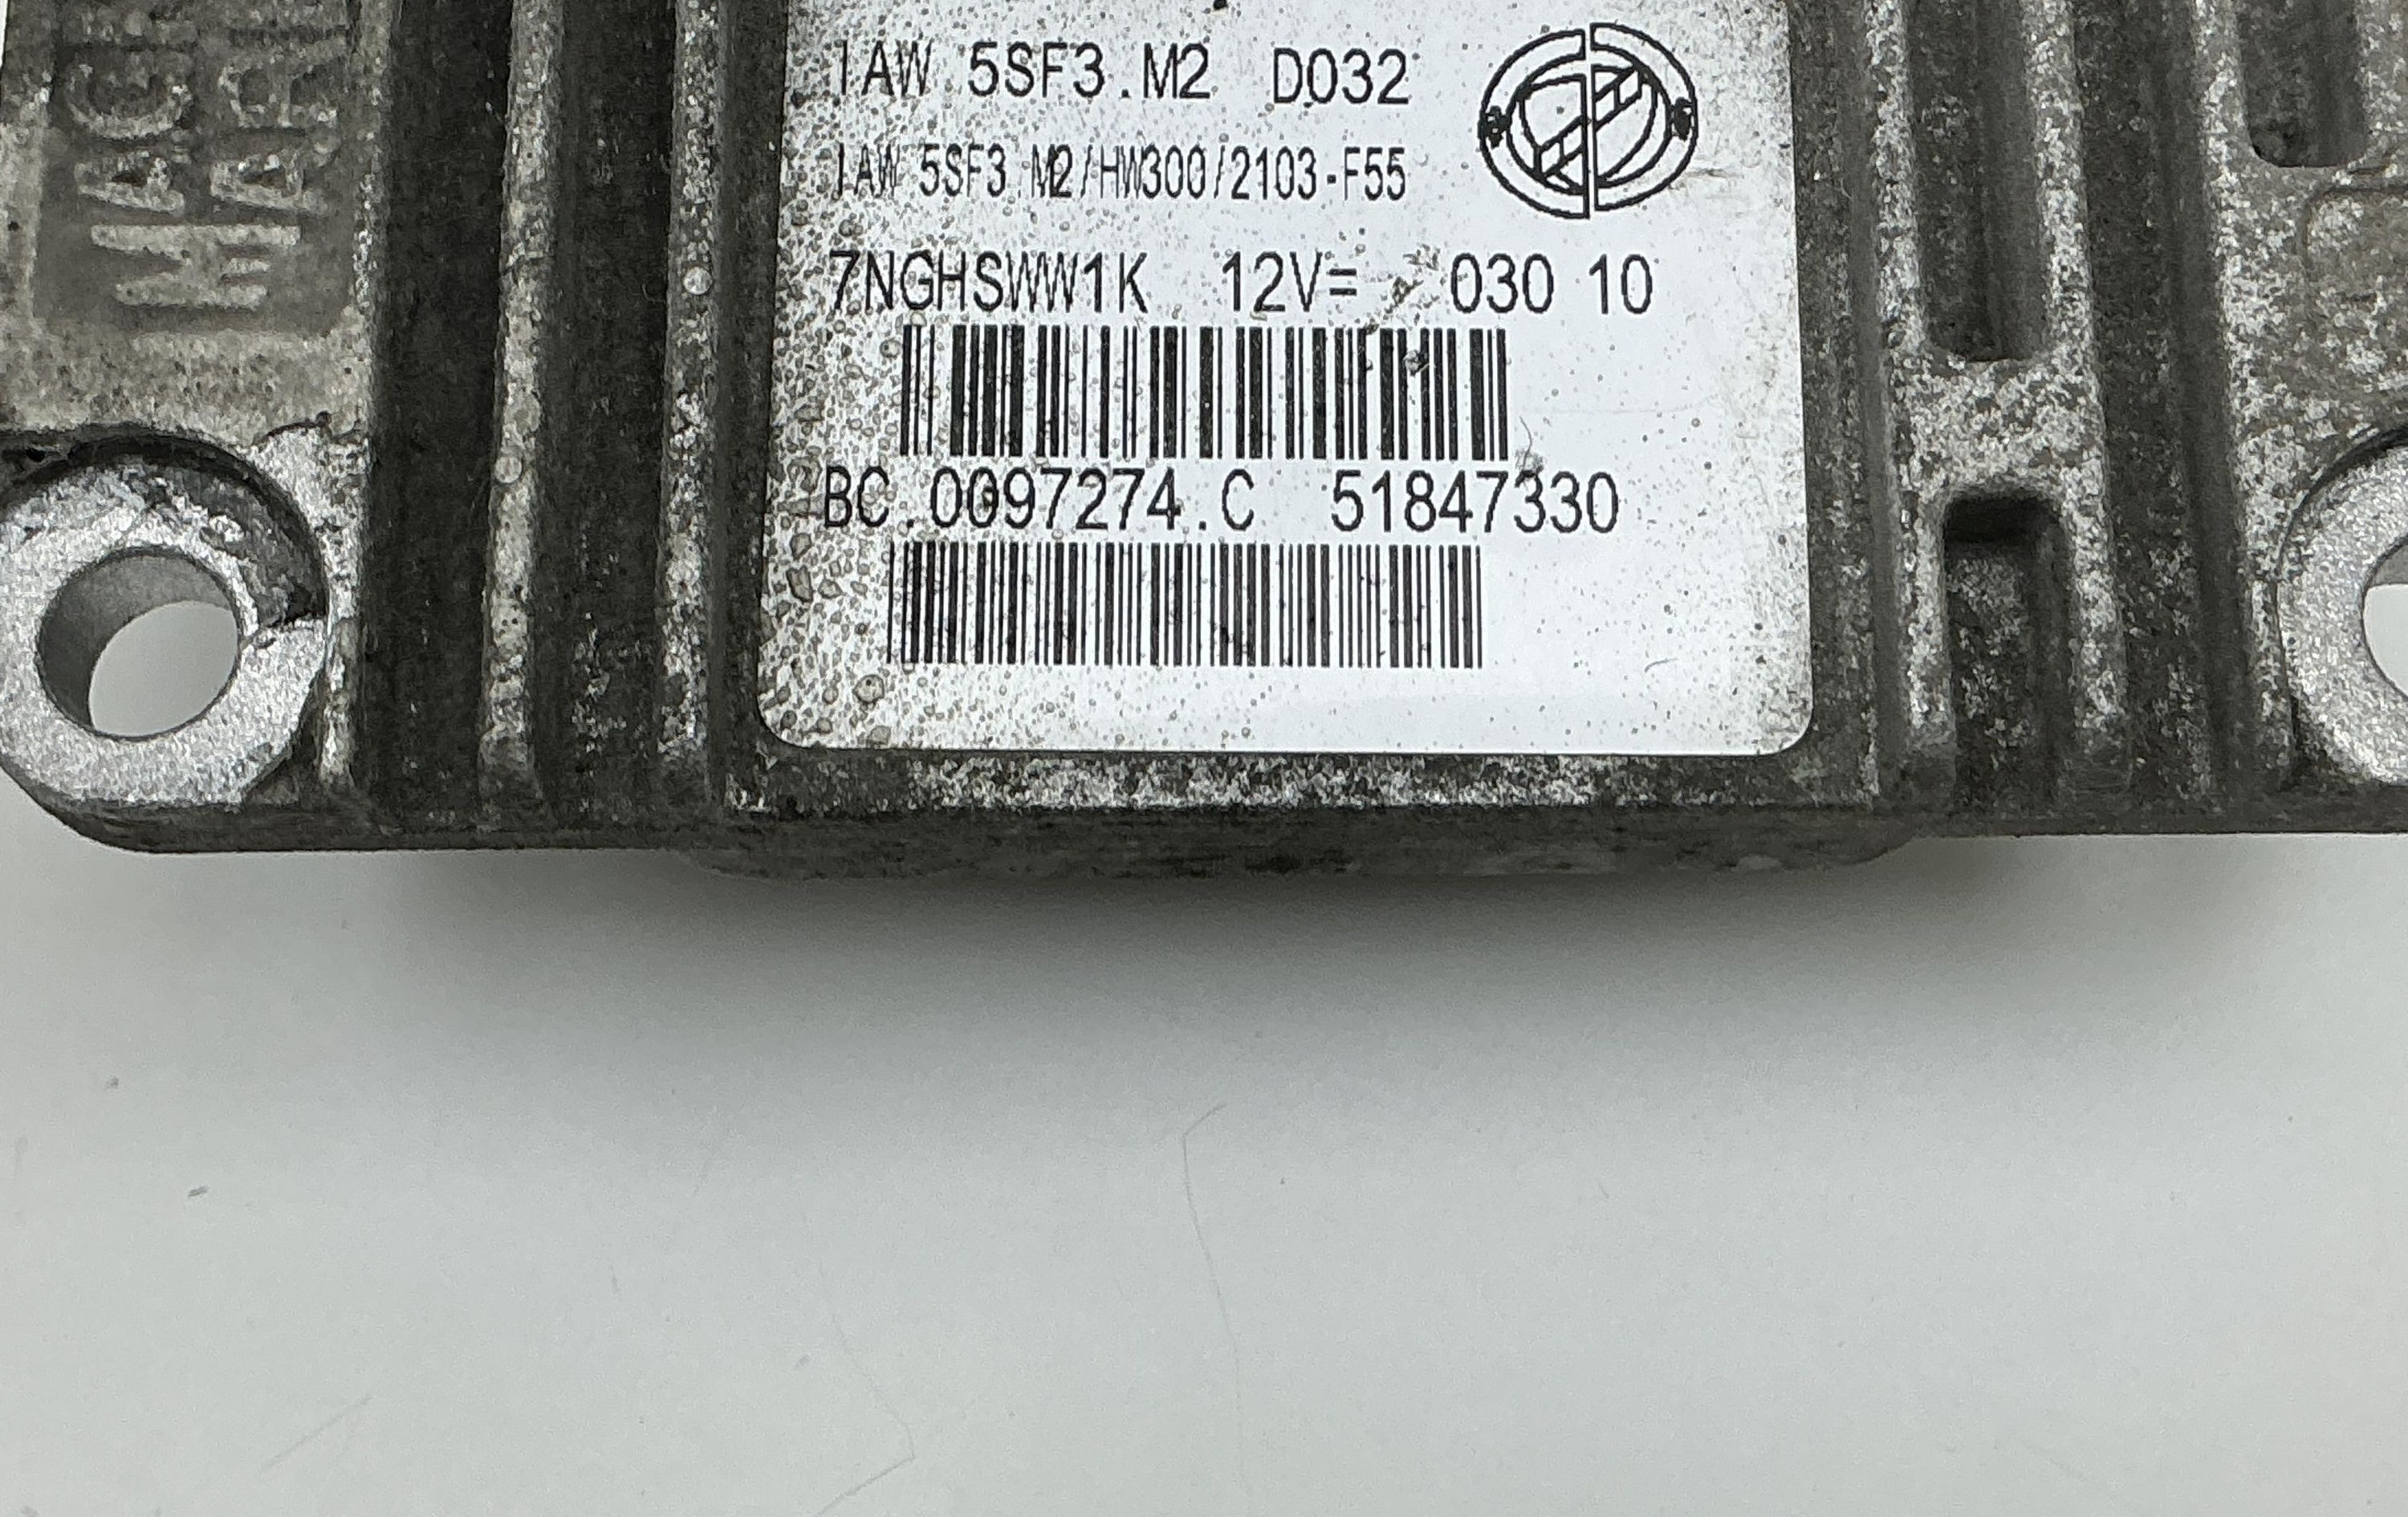 IAW 5SF3.M2 D032
IAW 5SF3.M2/HW300/2103-F55
7NGHSWW1K 12V= 030 10
BC.0097274.C 51847330